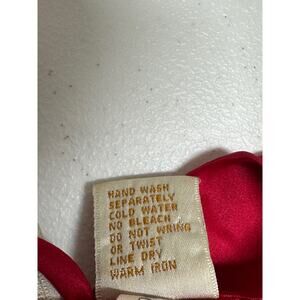 HAND WASH
SEPARATELY
COLD WATER
NO BLEACH
DO NOT WRING
OR TWIST
LINE DRY
WARM IRON